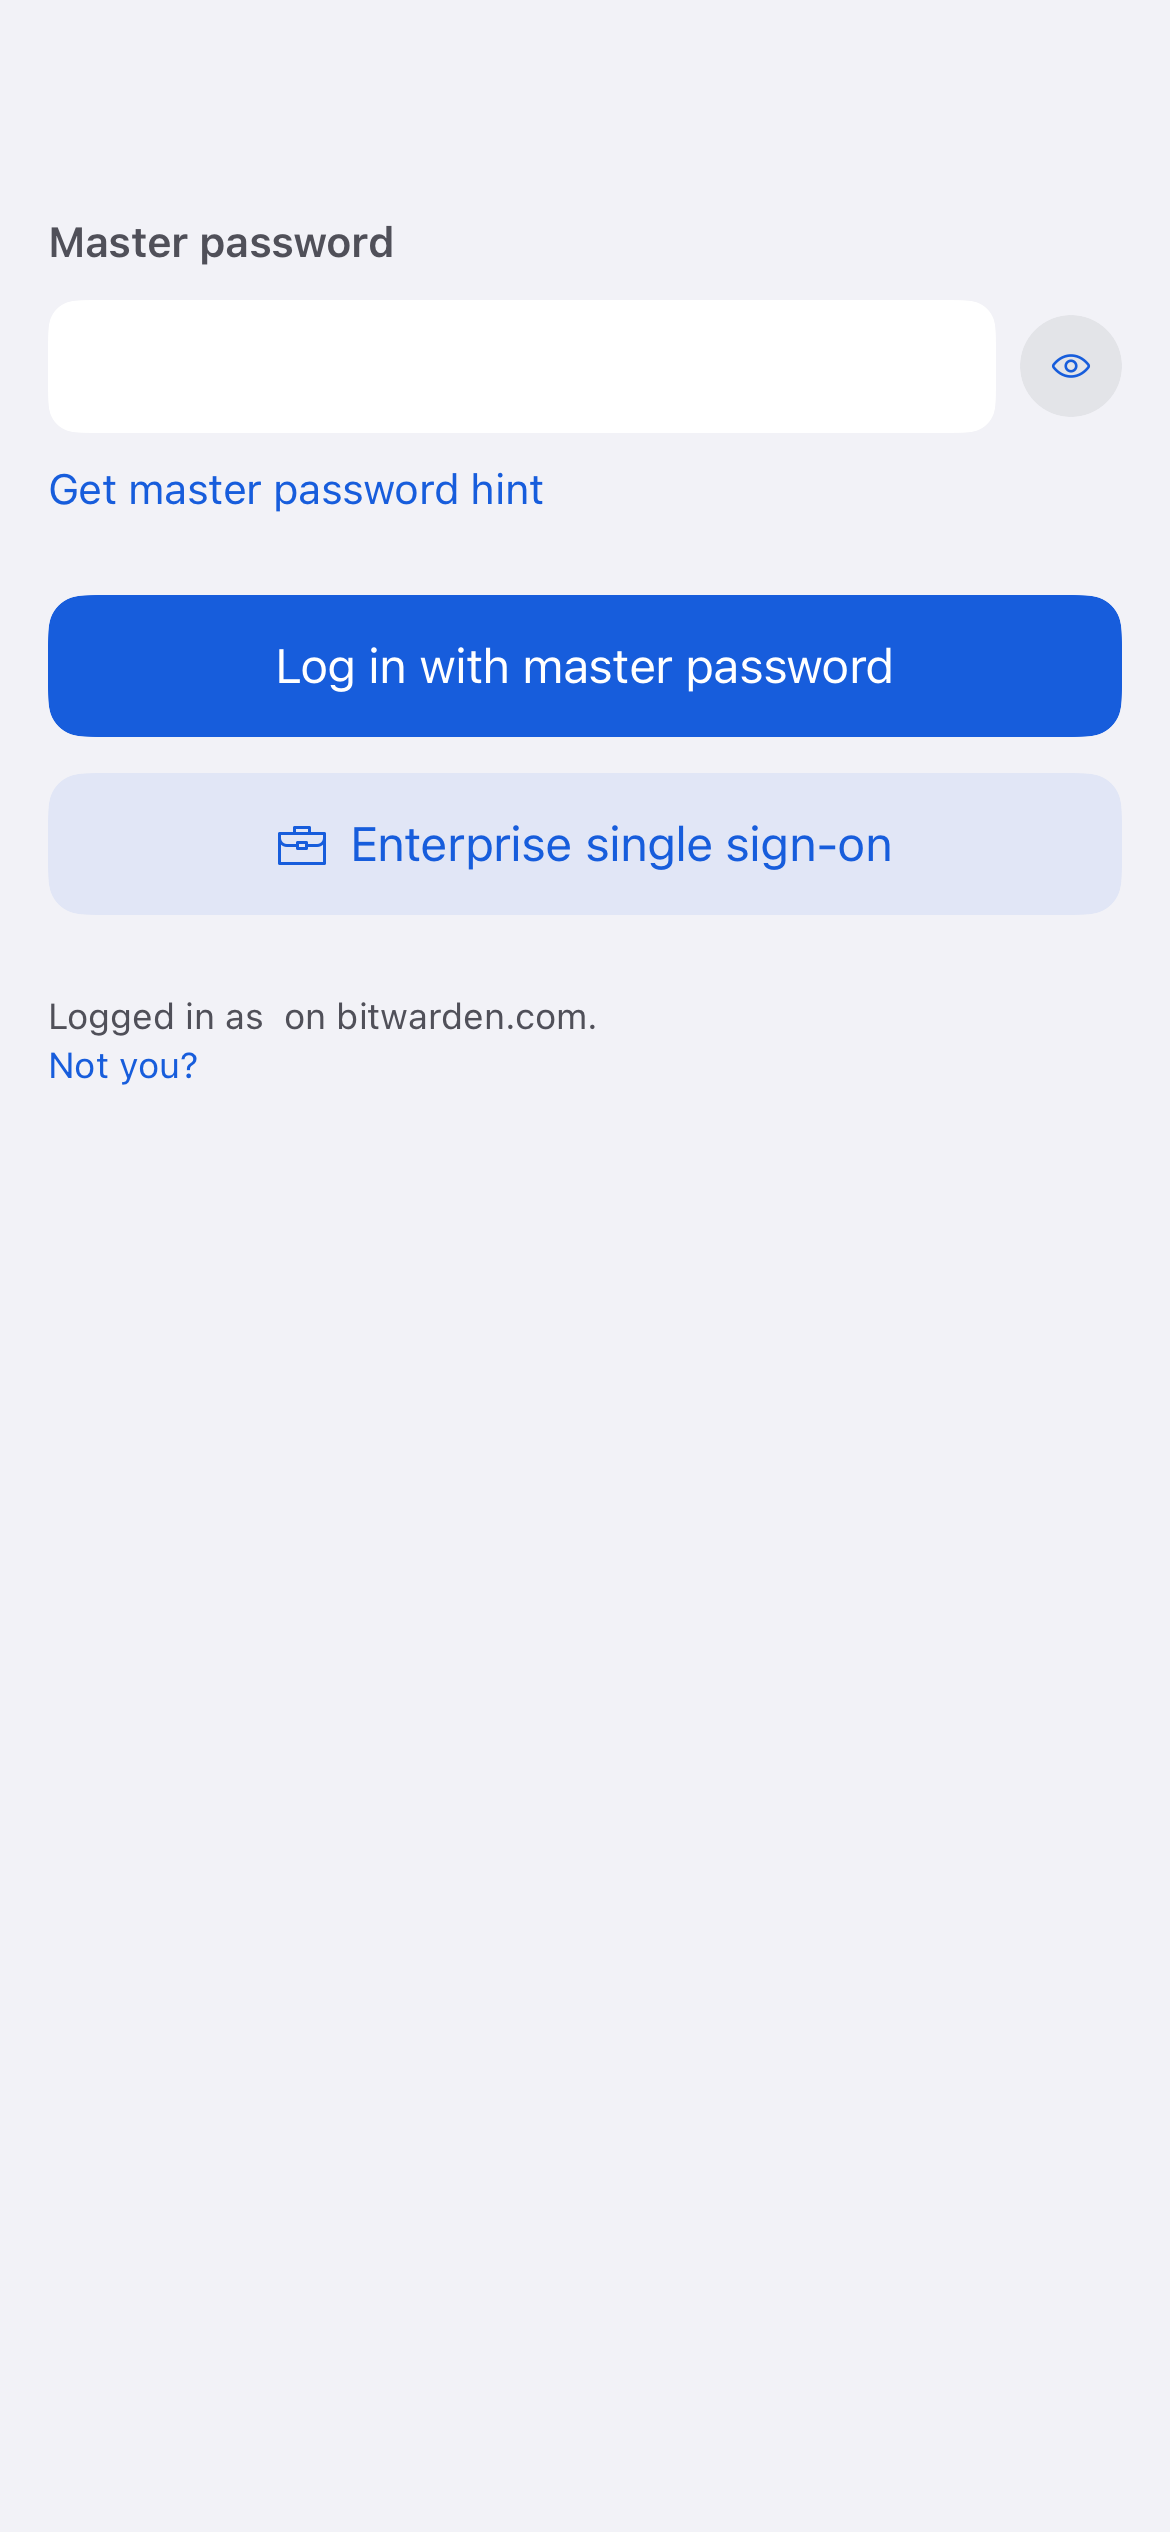 Master password
Get master password hint
Log in with master password
Enterprise single sign-on
Logged in as  on bitwarden.com.
Not you?